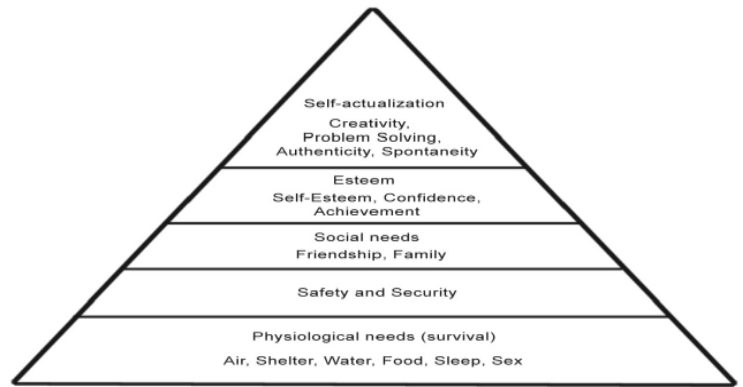 Self-actualization
Creativity,
Problem Solving,
Authenticity, Spontaneity
Esteem
Self-Esteem, Confidence,
Achievement
Social needs
Friendship, Family
Safety and Security
Physiological needs (survival)
Air, Shelter, Water, Food, Sleep, Sex